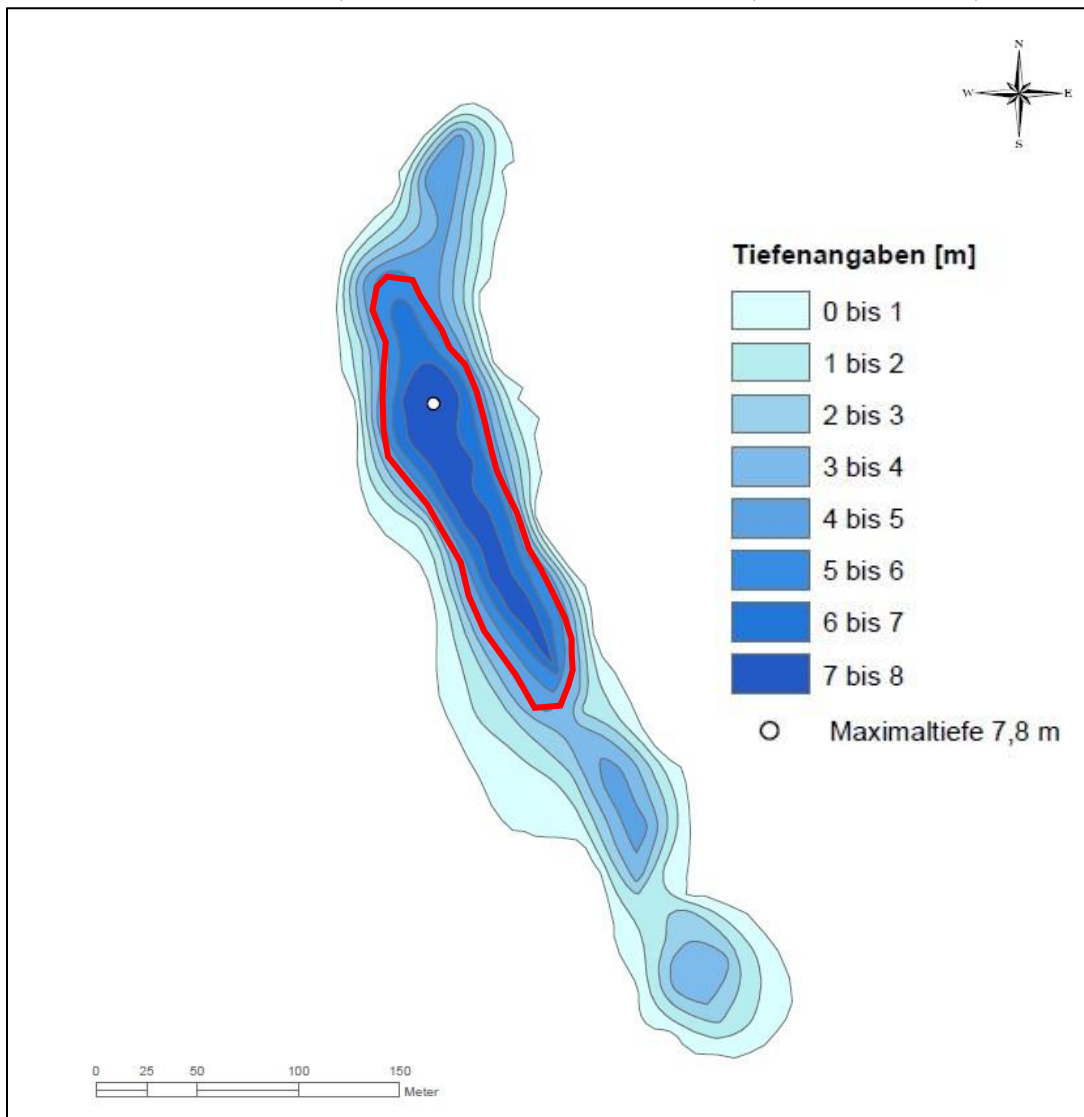 N
W E
S
Tiefenangaben [m]
0 bis 1
1 bis 2
2 bis 3
3 bis 4
4 bis 5
5 bis 6
6 bis 7
7 bis 8
Maximaltiefe 7,8 m
0 25 50 100 150
Meter